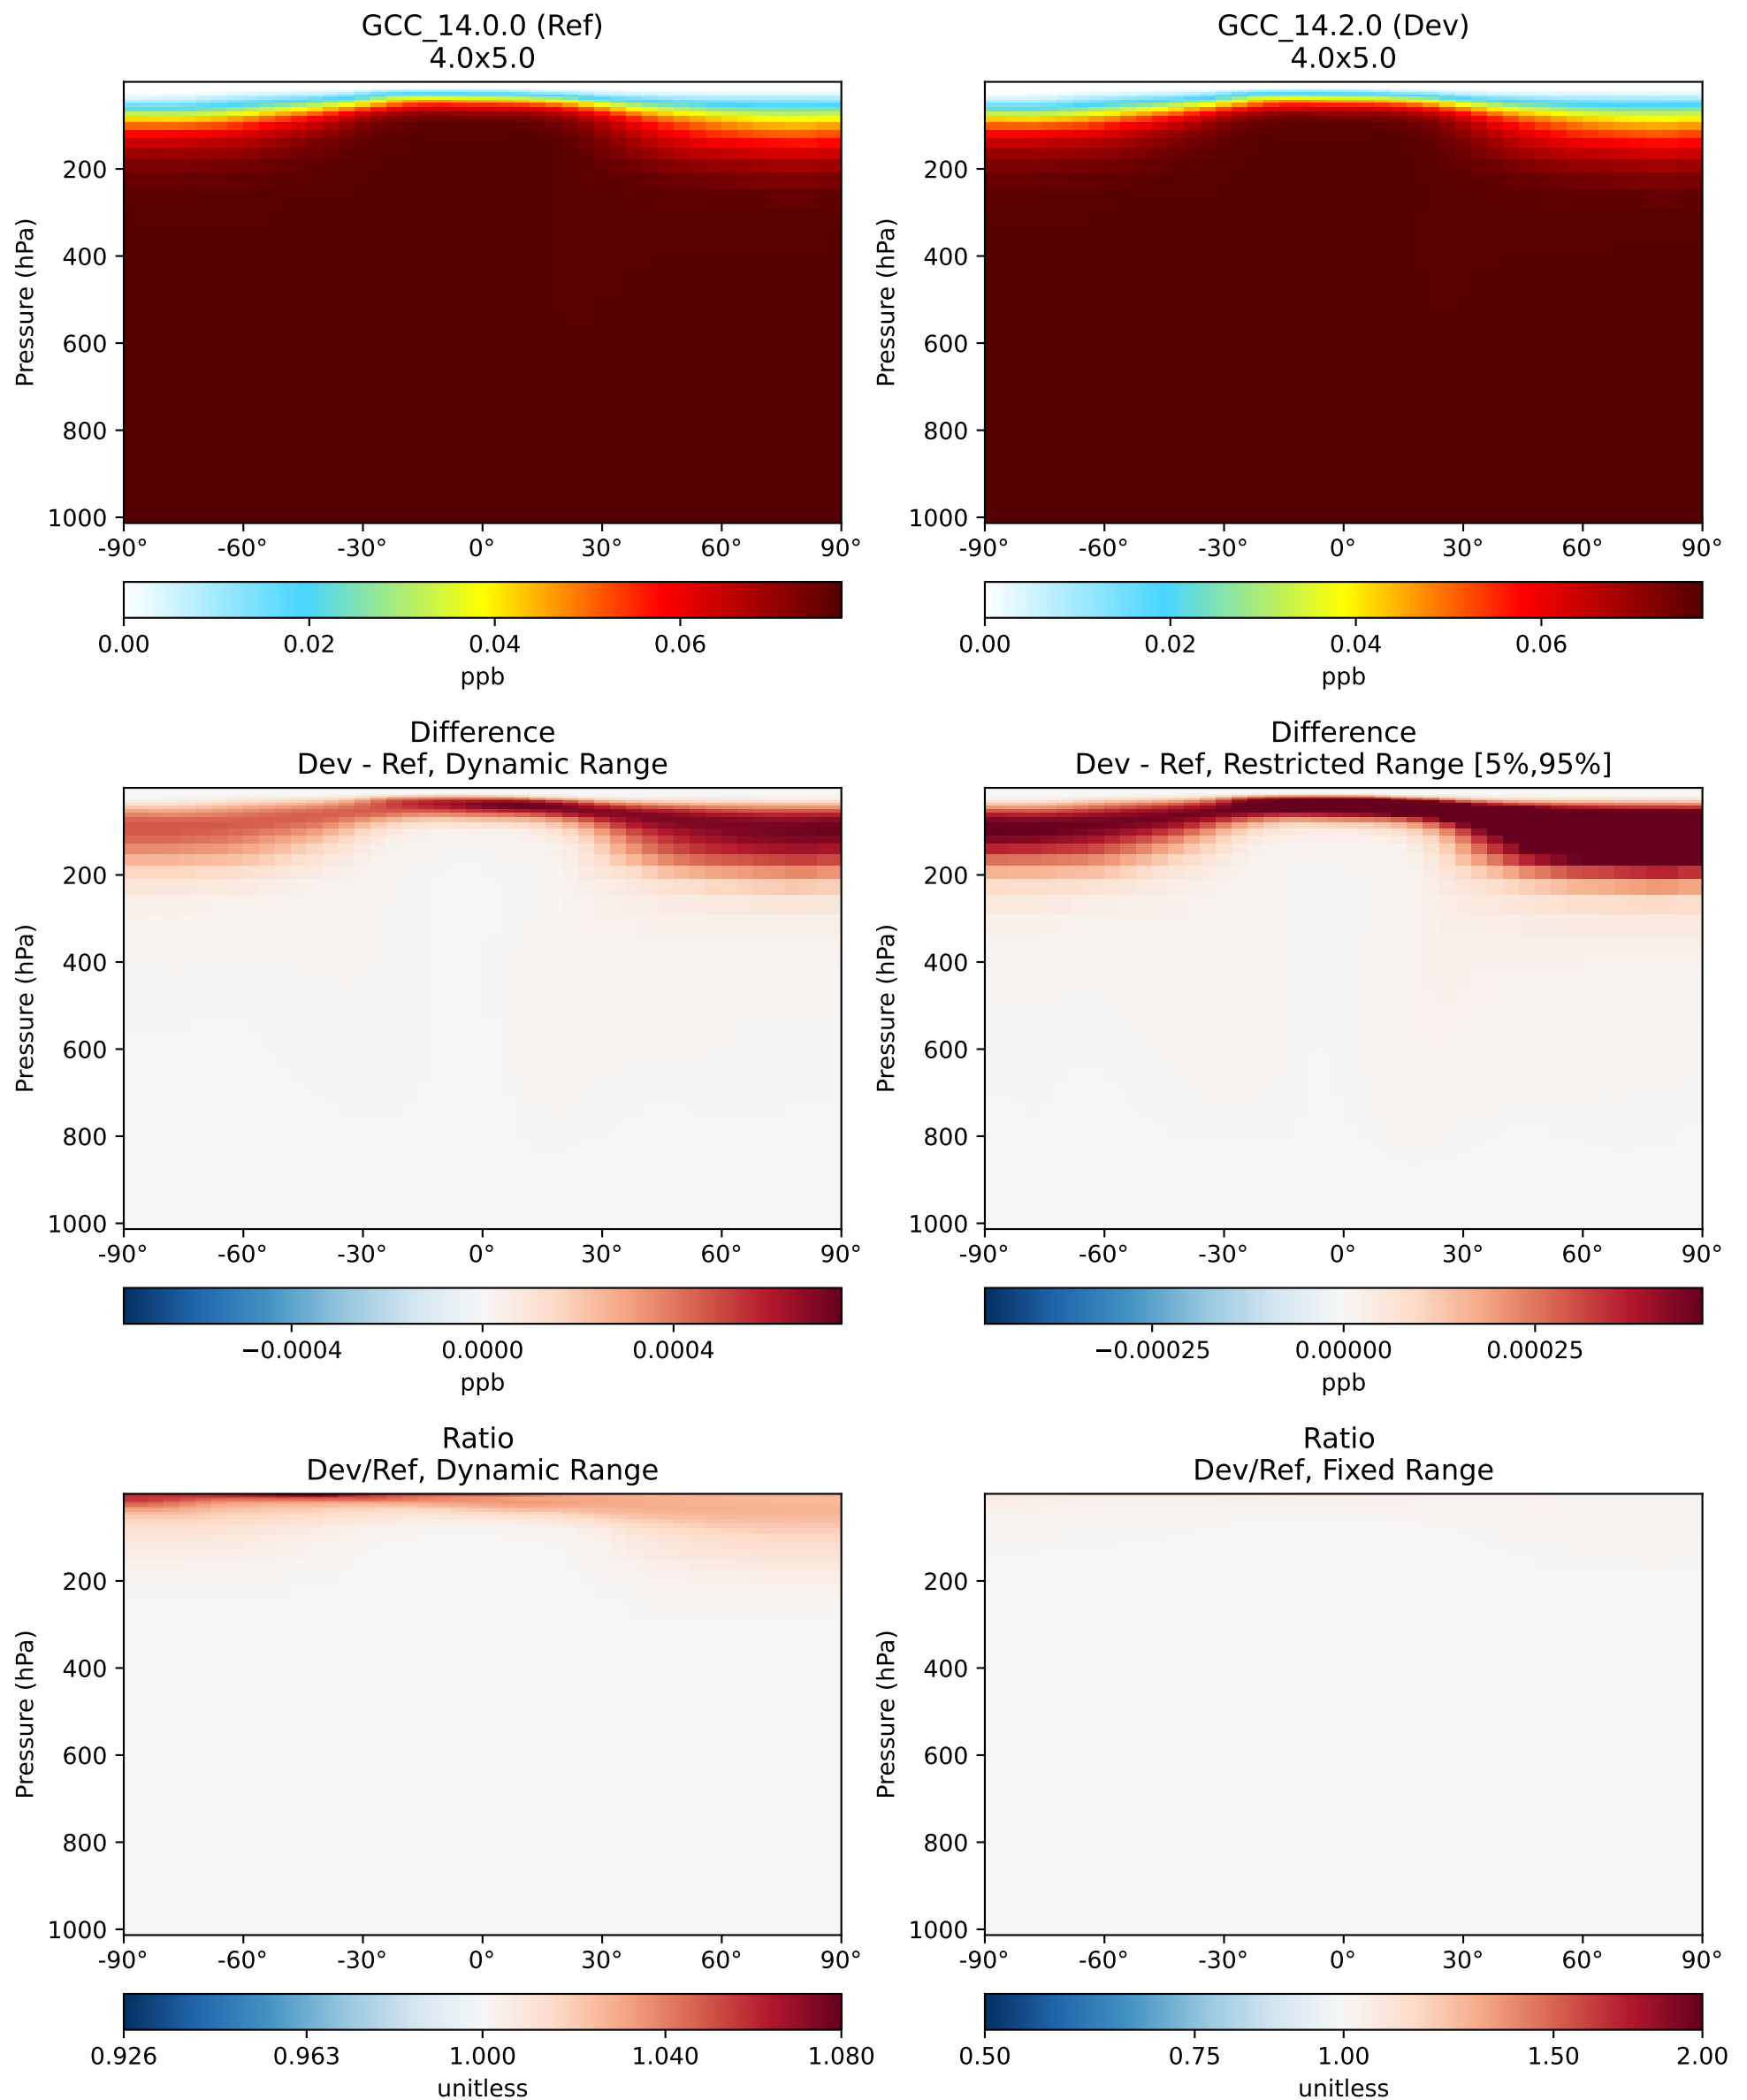 GCC_14.0.0 (Ref)
4.0x5.0
Pressure (hPa)
200
400
600
800
1000
-90° -60° -30° 0° 30° 60° 90°
0.00 0.02 0.04 0.06
ppb
GCC_14.2.0 (Dev)
4.0x5.0
Pressure (hPa)
200
400
600
800
1000
-90° -60° -30° 0° 30° 60° 90°
0.00 0.02 0.04 0.06
ppb
Difference
Dev - Ref, Dynamic Range
Pressure (hPa)
200
400
600
800
1000
-90° -60° -30° 0° 30° 60° 90°
−0.0004 0.0000 0.0004
ppb
Difference
Dev - Ref, Restricted Range [5%,95%]
Pressure (hPa)
200
400
600
800
1000
-90° -60° -30° 0° 30° 60° 90°
−0.00025 0.00000 0.00025
ppb
Ratio
Dev/Ref, Dynamic Range
Pressure (hPa)
200
400
600
800
1000
-90° -60° -30° 0° 30° 60° 90°
0.926 0.963 1.000 1.040 1.080
unitless
Ratio
Dev/Ref, Fixed Range
Pressure (hPa)
200
400
600
800
1000
-90° -60° -30° 0° 30° 60° 90°
0.50 0.75 1.00 1.50 2.00
unitless